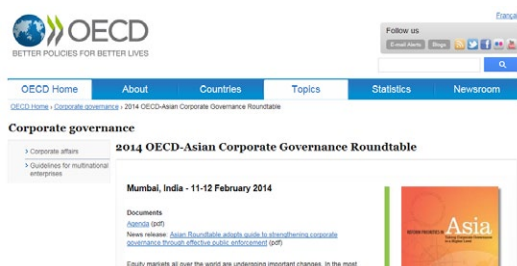 Français
OECD
BETTER POLICIES FOR BETTER LIVES
Follow us
E-mail Alerts Blogs
OECD Home About Countries Topics Statistics Newsroom
OECD Home › Corporate governance › 2014 OECD-Asian Corporate Governance Roundtable
Corporate governance
› Corporate affairs
› Guidelines for multinational
enterprises
2014 OECD-Asian Corporate Governance Roundtable
Mumbai, India - 11-12 February 2014
Documents
Agenda (pdf)
News release: Asian Roundtable adopts guide to strengthening corporate
governance through effective public enforcement (pdf)
Equity markets all over the world are undergoing important changes. In the most
Asia